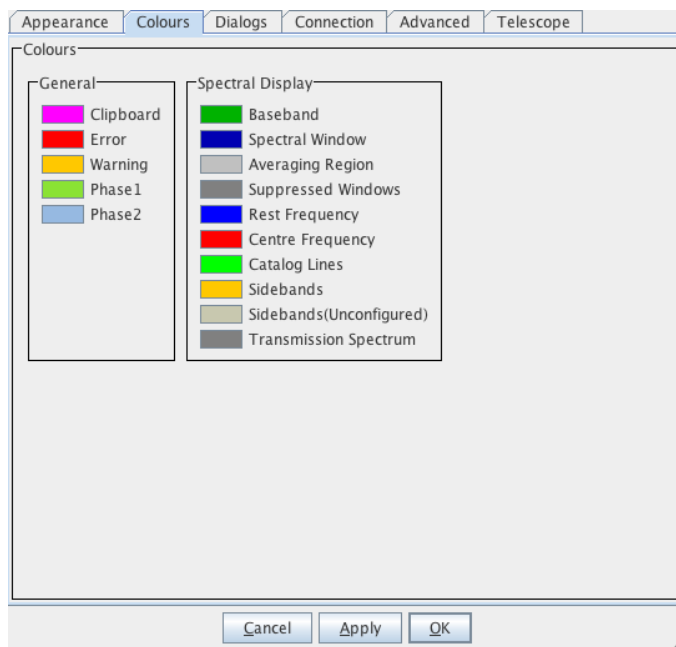 Appearance Colours Dialogs Connection Advanced Telescope
Colours
General
Clipboard
Error
Warning
Phase1
Phase2
Spectral Display
Baseband
Spectral Window
Averaging Region
Suppressed Windows
Rest Frequency
Centre Frequency
Catalog Lines
Sidebands
Sidebands(Unconfigured)
Transmission Spectrum
Cancel Apply OK